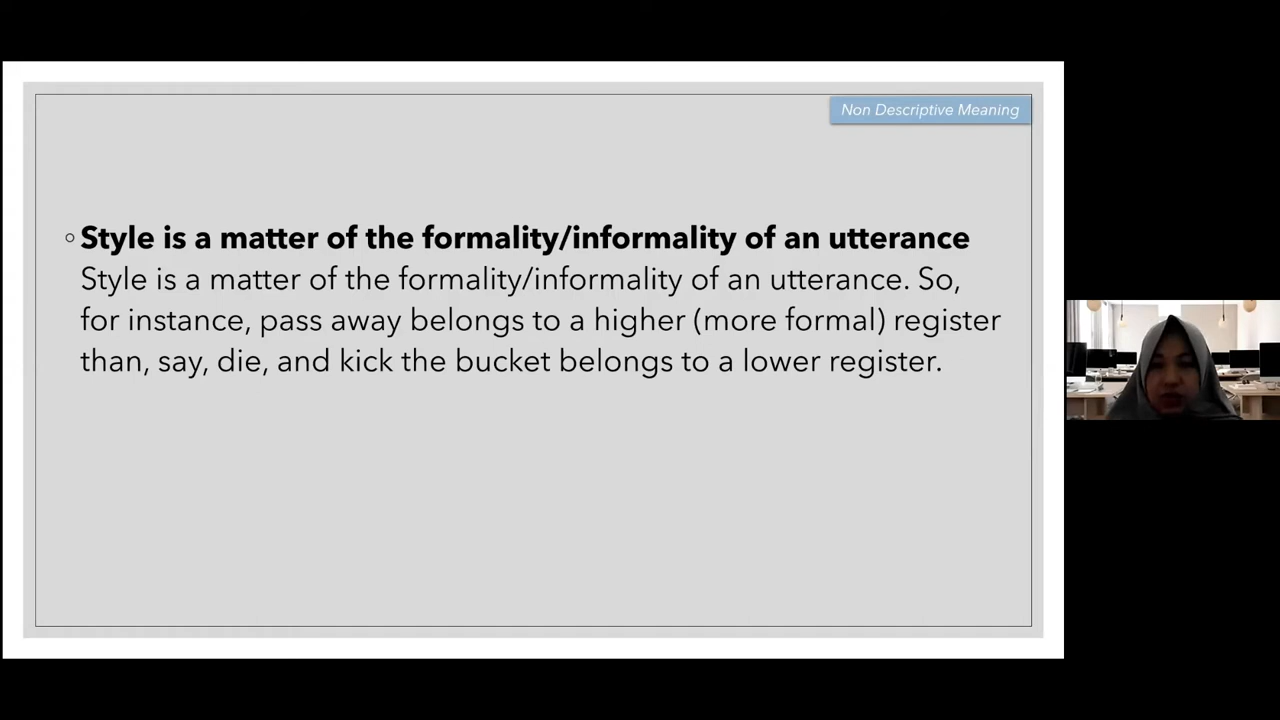 Non Descriptive Meaning
◦ Style is a matter of the formality/informality of an utterance
Style is a matter of the formality/informality of an utterance. So,
for instance, pass away belongs to a higher (more formal) register
than, say, die, and kick the bucket belongs to a lower register.